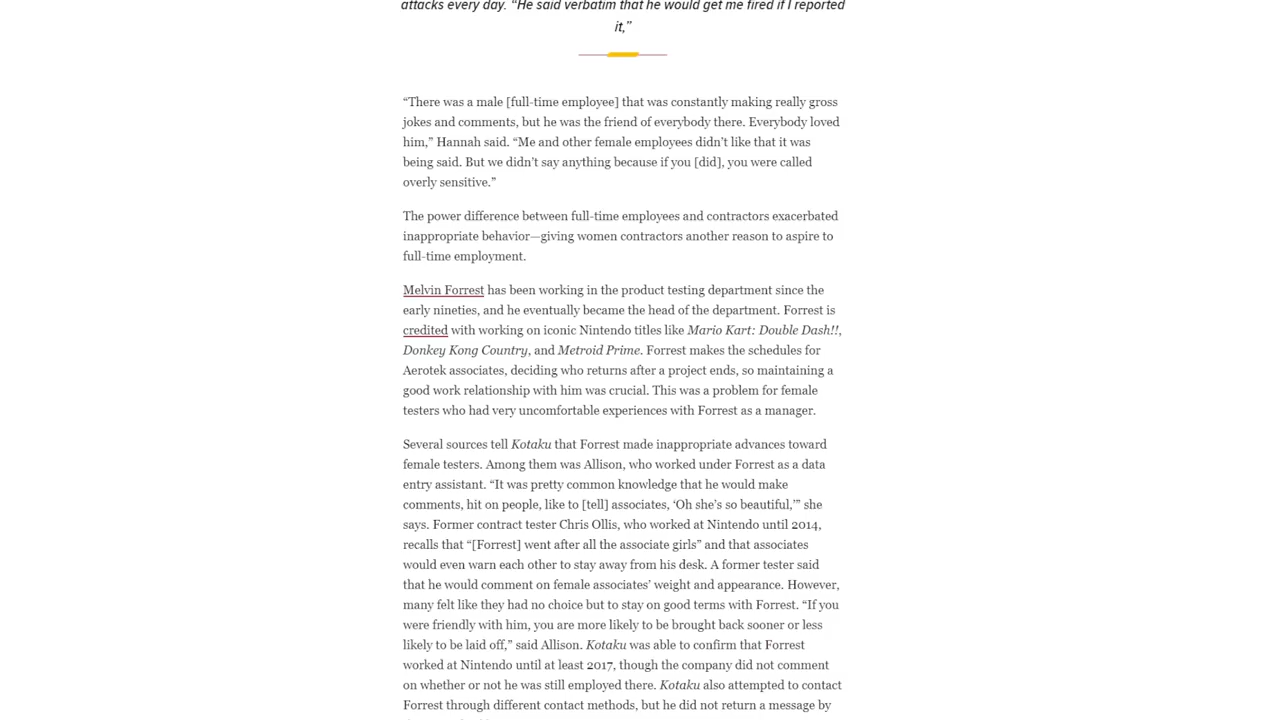 attacks every day. “He said verbatim that he would get me fired if I reported
it,”
“There was a male [full-time employee] that was constantly making really gross
jokes and comments, but he was the friend of everybody there. Everybody loved
him,” Hannah said. “Me and other female employees didn’t like that it was
being said. But we didn’t say anything because if you [did], you were called
overly sensitive.”
The power difference between full-time employees and contractors exacerbated
inappropriate behavior—giving women contractors another reason to aspire to
full-time employment.
Melvin Forrest has been working in the product testing department since the
early nineties, and he eventually became the head of the department. Forrest is
credited with working on iconic Nintendo titles like Mario Kart: Double Dash!!,
Donkey Kong Country, and Metroid Prime. Forrest makes the schedules for
Aerotek associates, deciding who returns after a project ends, so maintaining a
good work relationship with him was crucial. This was a problem for female
testers who had very uncomfortable experiences with Forrest as a manager.
Several sources tell Kotaku that Forrest made inappropriate advances toward
female testers. Among them was Allison, who worked under Forrest as a data
entry assistant. “It was pretty common knowledge that he would make
comments, hit on people, like to [tell] associates, ‘Oh she’s so beautiful,’” she
says. Former contract tester Chris Ollis, who worked at Nintendo until 2014,
recalls that “[Forrest] went after all the associate girls” and that associates
would even warn each other to stay away from his desk. A former tester said
that he would comment on female associates’ weight and appearance. However,
many felt like they had no choice but to stay on good terms with Forrest. “If you
were friendly with him, you are more likely to be brought back sooner or less
likely to be laid off,” said Allison. Kotaku was able to confirm that Forrest
worked at Nintendo until at least 2017, though the company did not comment
on whether or not he was still employed there. Kotaku also attempted to contact
Forrest through different contact methods, but he did not return a message by